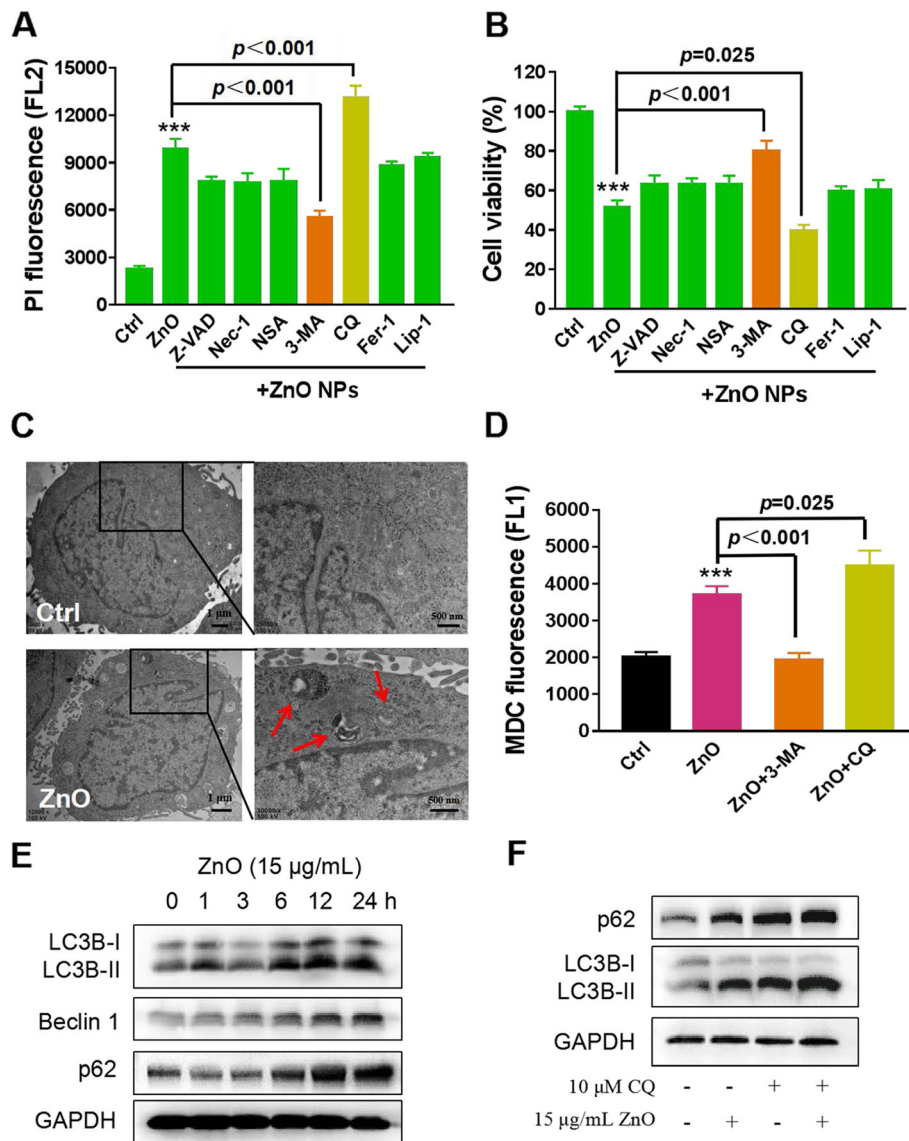 A
PI fluorescence (FL2)
15000
12000
9000
6000
3000
0
***
p<0.001
p<0.001
Ctrl
ZnO
Z-VAD
Nec-1
NSA
3-MA
CQ
Fer-1
Lip-1
+ZnO NPs
B
Cell viability (%)
140
120
100
80
60
40
20
0
***
p=0.025
p<0.001
Ctrl
ZnO
Z-VAD
Nec-1
NSA
3-MA
CQ
Fer-1
Lip-1
+ZnO NPs
C
Ctrl
1 μm
500 nm
ZnO
1 μm
500 nm
D
MDC fluorescence (FL1)
6000
5000
4000
3000
2000
1000
0
***
p=0.025
p<0.001
Ctrl
ZnO
ZnO+3-MA
ZnO+CQ
E
ZnO (15 μg/mL)
0 1 3 6 12 24 h
LC3B-I
LC3B-II
Beclin 1
p62
GAPDH
F
p62
LC3B-I
LC3B-II
GAPDH
10 μM CQ - - + +
15 μg/mL ZnO - + - +